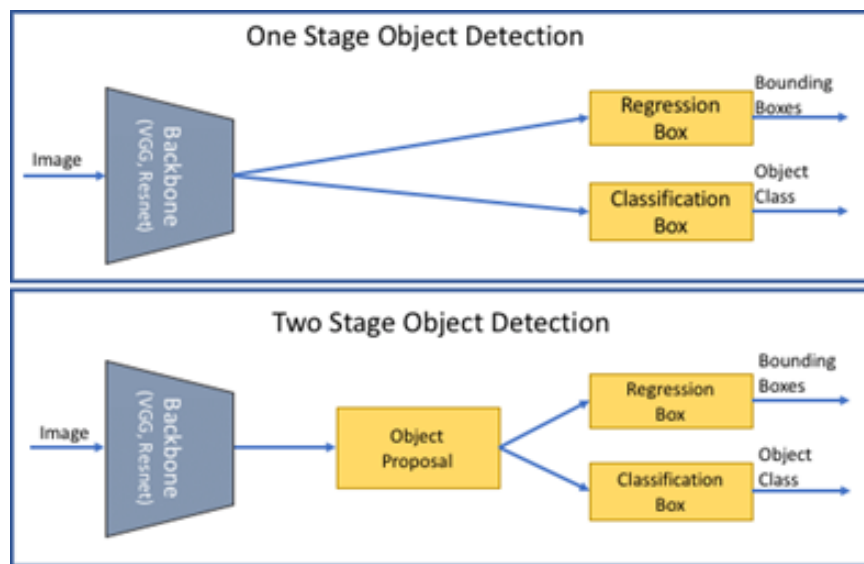 One Stage Object Detection
Image
Backbone
(VGG, Resnet)
Regression
Box
Bounding
Boxes
Classification
Box
Object
Class
Two Stage Object Detection
Image
Backbone
(VGG, Resnet)
Object
Proposal
Regression
Box
Bounding
Boxes
Classification
Box
Object
Class